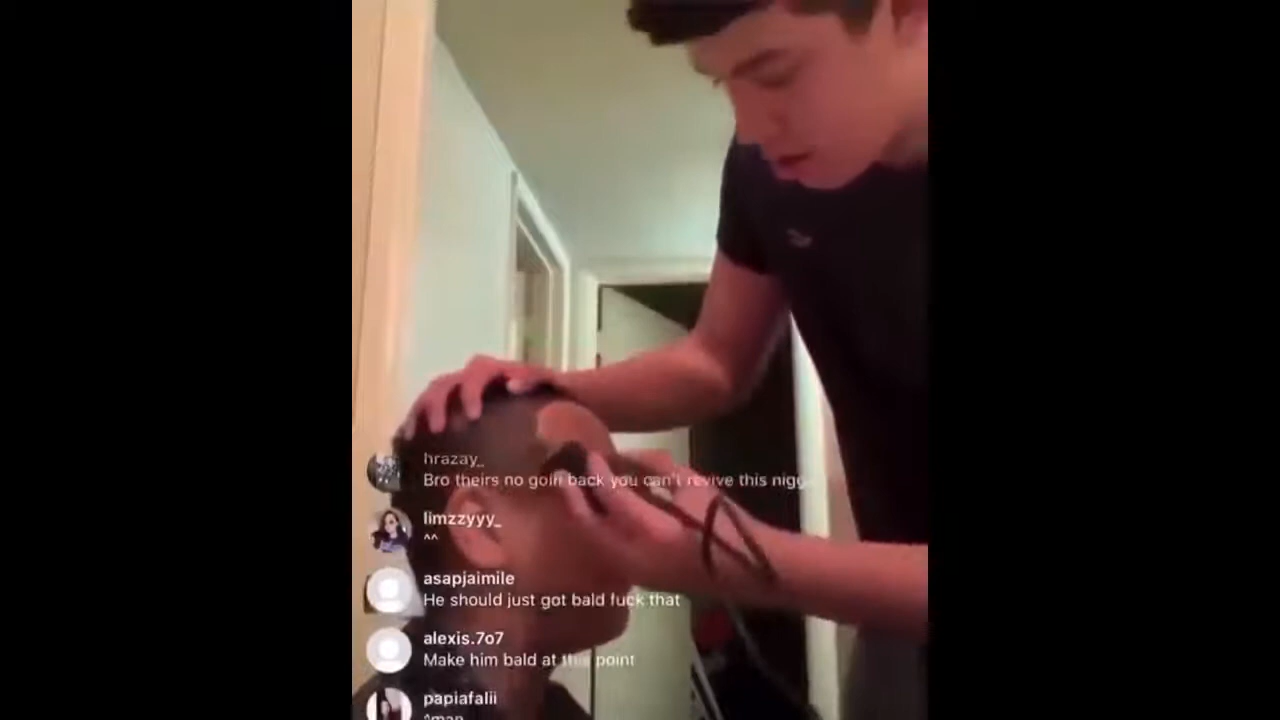 hrazay_
Bro theirs no goin back you can't revive this nigg
limzzyyy_
^^
asapjaimile
He should just got bald fuck that
alexis.7o7
Make him bald at this point
papiafalii
^man